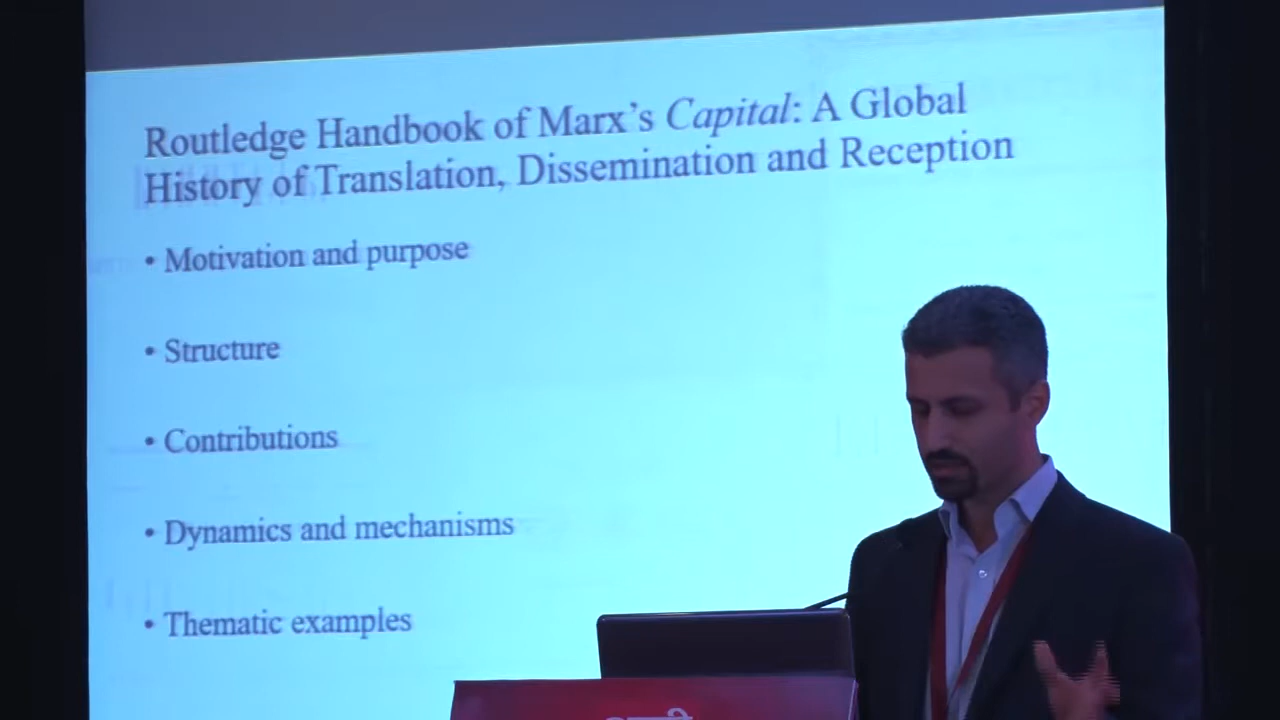 Routledge Handbook of Marx's Capital: A Global
History of Translation, Dissemination and Reception
• Motivation and purpose
• Structure
• Contributions
• Dynamics and mechanisms
• Thematic examples